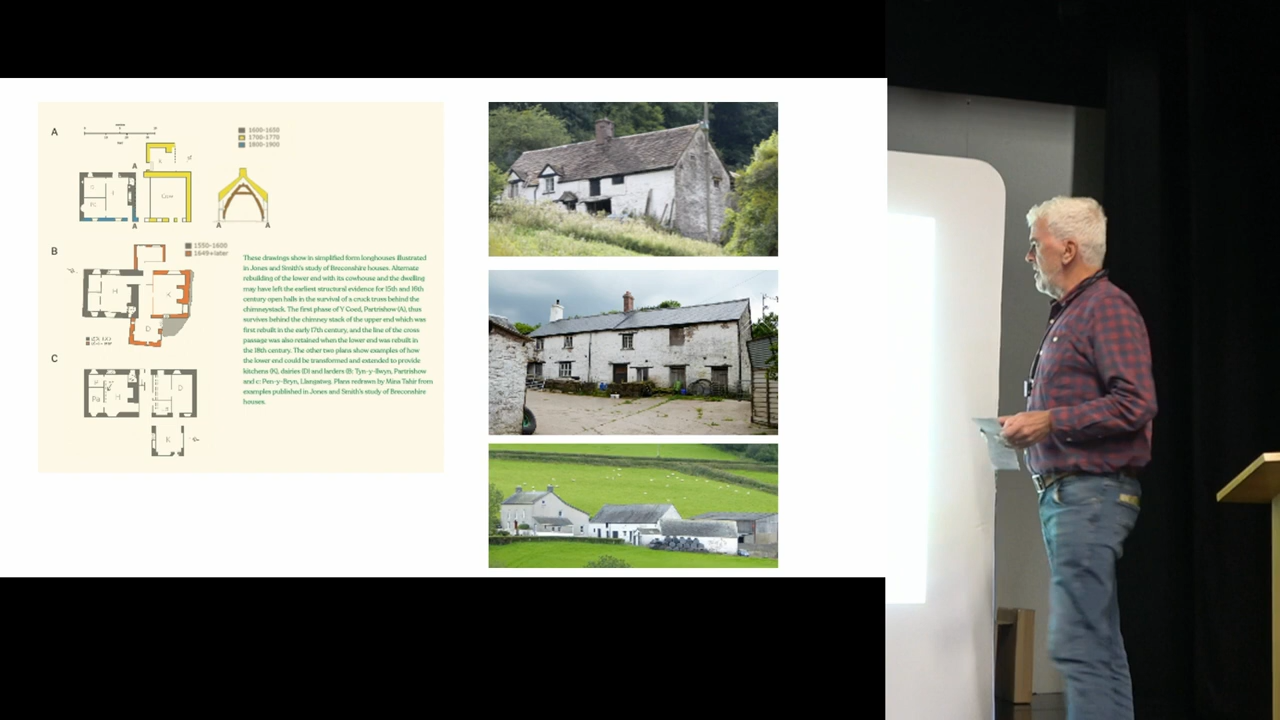 A
1600-1650
1700-1770
1800-1900
A
Cow
A
A
A
B
1550-1600
1649+later
H
K
D
These drawings show in simplified form longhouses illustrated
in Jones and Smith's study of Breconshire houses. Alternate
rebuilding of the lower end with its cowhouse and the dwelling
may have left the earliest structural evidence for 15th and 16th
century open halls in the survival of a cruck truss behind the
chimneystack. The first phase of Y Coed, Partrishow (A), thus
survives behind the chimney stack of the upper end which was
first rebuilt in the early 17th century, and the line of the cross
passage was also retained when the lower end was rebuilt in
the 18th century. The other two plans show examples of how
the lower end could be transformed and extended to provide
kitchens (K), dairies (D) and larders (B: Tyn-y-llwyn, Partrishow
and c: Pen-y-Bryn, Llangatwg. Plans redrawn by Mina Tahir from
examples published in Jones and Smith's study of Breconshire
houses.
C
P
Pa
H
D
K